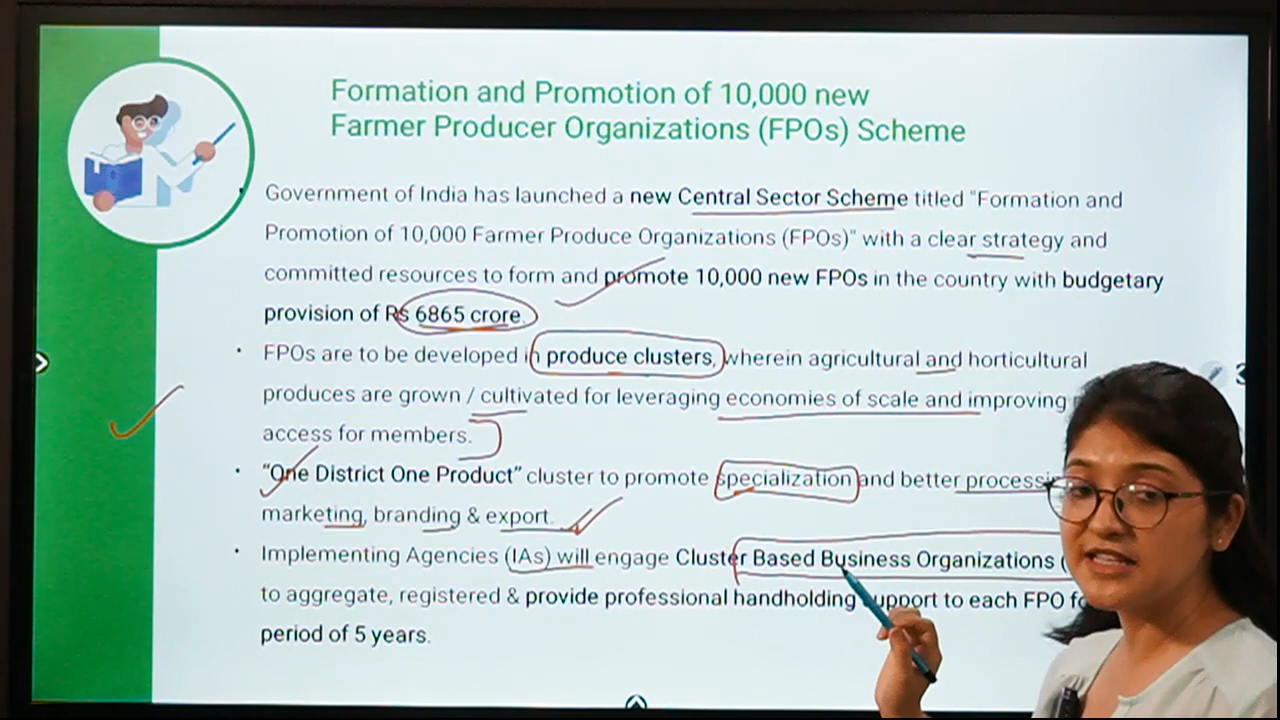 Formation and Promotion of 10,000 new
Farmer Producer Organizations (FPOs) Scheme
Government of India has launched a new Central Sector Scheme titled "Formation and
Promotion of 10,000 Farmer Produce Organizations (FPOs)" with a clear strategy and
committed resources to form and promote 10,000 new FPOs in the country with budgetary
provision of Rs 6865 crore.
• FPOs are to be developed in produce clusters, wherein agricultural and horticultural
produces are grown / cultivated for leveraging economies of scale and improving
access for members.
• “One District One Product” cluster to promote specialization and better
marketing, branding & export.
• Implementing Agencies (IAs) will engage Cluster Based Business Organizations (
to aggregate, registered & provide professional handholding support to each FPO
period of 5 years.